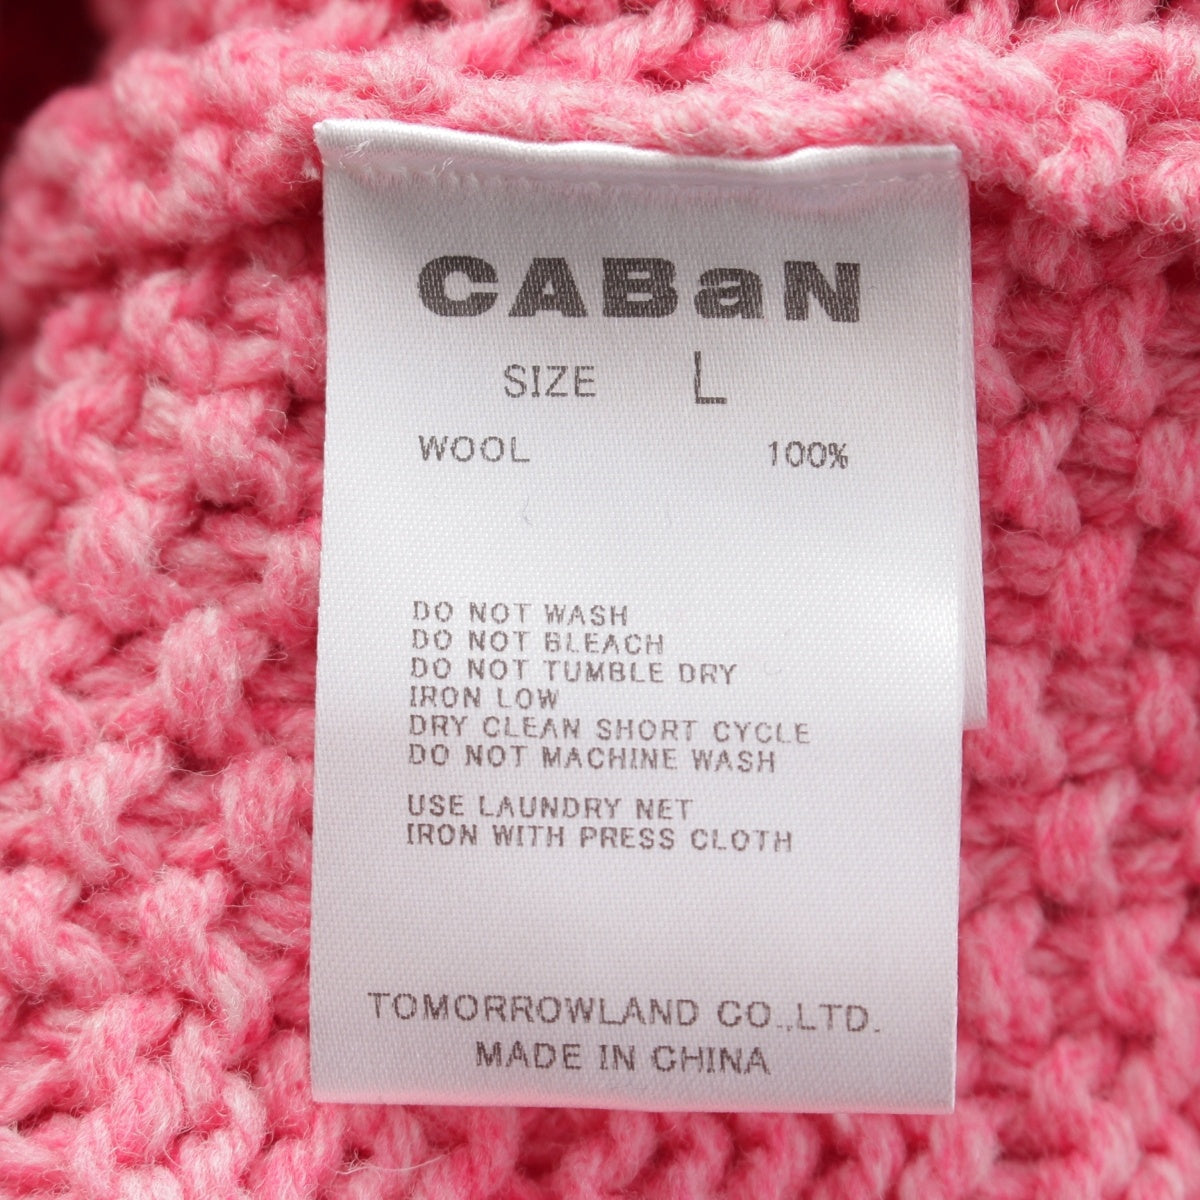 CABaN
SIZE L
WOOL 100%
DO NOT WASH
DO NOT BLEACH
DO NOT TUMBLE DRY
IRON LOW
DRY CLEAN SHORT CYCLE
DO NOT MACHINE WASH
USE LAUNDRY NET
IRON WITH PRESS CLOTH
TOMORROWLAND CO.,LTD.
MADE IN CHINA